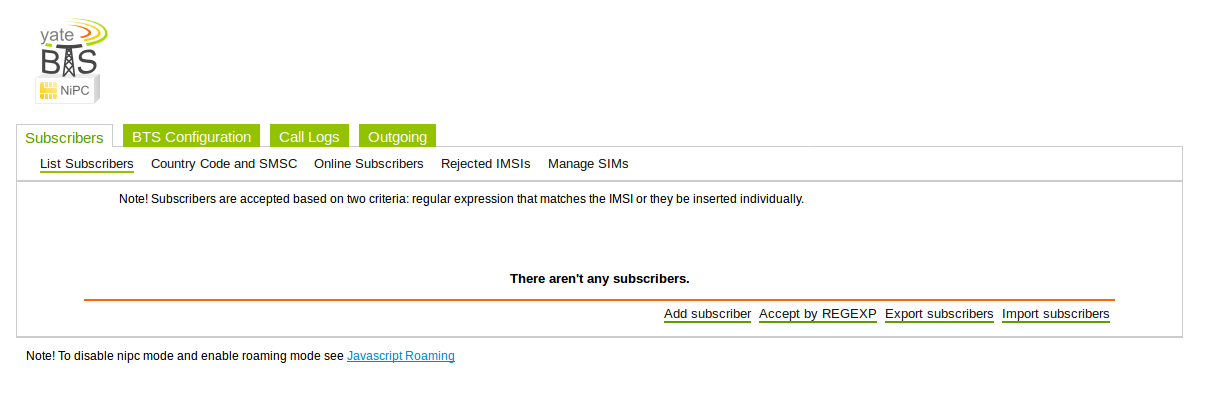 yate
BTS
NiPC
Subscribers BTS Configuration Call Logs Outgoing
List Subscribers Country Code and SMSC Online Subscribers Rejected IMSIs Manage SIMs
Note! Subscribers are accepted based on two criteria: regular expression that matches the IMSI or they be inserted individually.
There aren't any subscribers.
Add subscriber Accept by REGEXP Export subscribers Import subscribers
Note! To disable nipc mode and enable roaming mode see Javascript Roaming